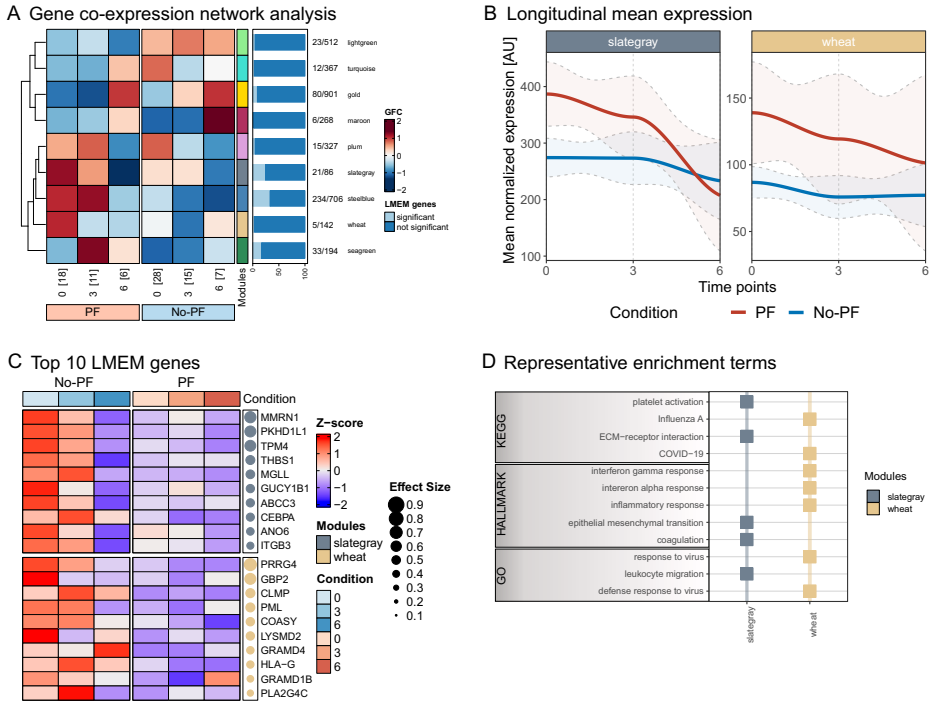 A Gene co-expression network analysis
23/512 lightgreen
12/367 turquoise
80/901 gold
6/268 maroon
15/327 plum
21/86 slategray
234/706 steelblue
5/142 wheat
33/194 seagreen
0 [18]
3 [11]
6 [6]
0 [28]
3 [15]
6 [7]
Modules
0
50
100
PF
No-PF
GFC
2
1
0
−1
−2
LMEM genes
significant
not significant
B Longitudinal mean expression
slategray
wheat
Mean normalized expression [AU]
400
300
200
100
150
100
50
0 3 6
0 3 6
Time points
Condition PF No-PF
C Top 10 LMEM genes
No-PF PF
Condition
MMRN1
PKHD1L1
TPM4
THBS1
MGLL
GUCY1B1
ABCC3
CEBPA
ANO6
ITGB3
PRRG4
GBP2
CLMP
PML
COASY
LYSMD2
GRAMD4
HLA-G
GRAMD1B
PLA2G4C
Z-score
2
1
0
−1
−2
Modules
slategray
wheat
Condition
0
3
6
0
3
6
Effect Size
0.9
0.8
0.7
0.6
0.5
0.4
0.3
0.2
0.1
D Representative enrichment terms
KEGG
platelet activation
Influenza A
ECM−receptor interaction
COVID−19
HALLMARK
interferon gamma response
intereron alpha response
inflammatory response
epithelial mesenchymal transition
coagulation
GO
response to virus
leukocyte migration
defense response to virus
slategray
wheat
Modules
slategray
wheat